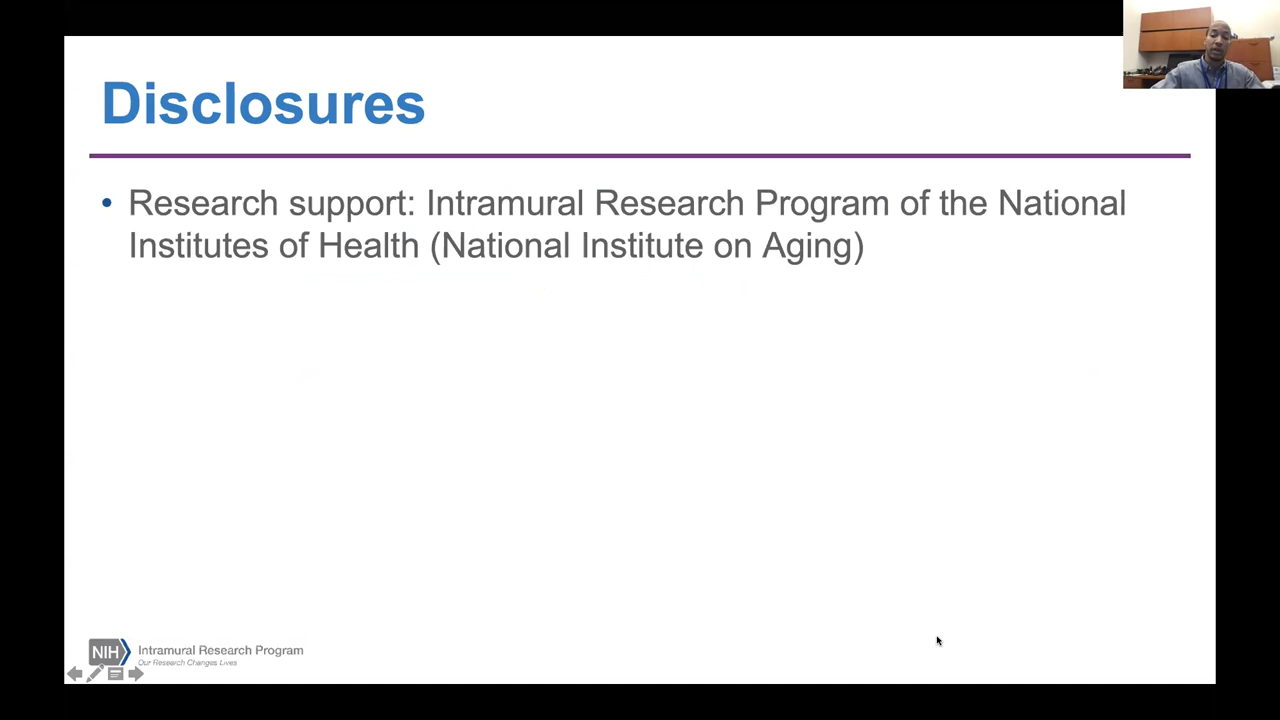 Disclosures
• Research support: Intramural Research Program of the National
Institutes of Health (National Institute on Aging)
NIH
Intramural Research Program
Our Research Changes Lives